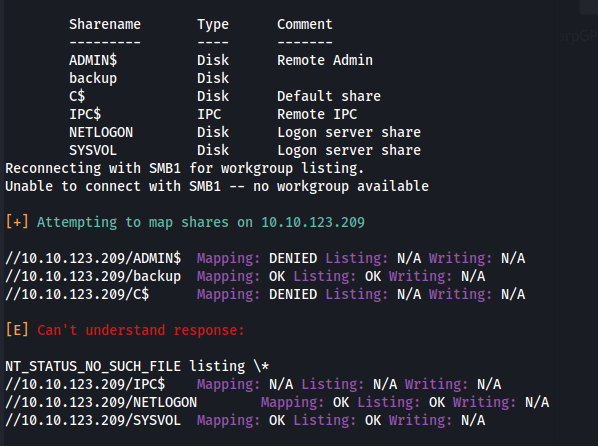 Sharename Type Comment
--------- ---- -------
ADMIN$ Disk Remote Admin
backup Disk
C$ Disk Default share
IPC$ IPC Remote IPC
NETLOGON Disk Logon server share
SYSVOL Disk Logon server share
Reconnecting with SMB1 for workgroup listing.
Unable to connect with SMB1 -- no workgroup available
[+] Attempting to map shares on 10.10.123.209
//10.10.123.209/ADMIN$ Mapping: DENIED Listing: N/A Writing: N/A
//10.10.123.209/backup Mapping: OK Listing: OK Writing: N/A
//10.10.123.209/C$ Mapping: DENIED Listing: N/A Writing: N/A
[E] Can't understand response:
NT_STATUS_NO_SUCH_FILE listing \*
//10.10.123.209/IPC$ Mapping: N/A Listing: N/A Writing: N/A
//10.10.123.209/NETLOGON Mapping: OK Listing: OK Writing: N/A
//10.10.123.209/SYSVOL Mapping: OK Listing: OK Writing: N/A